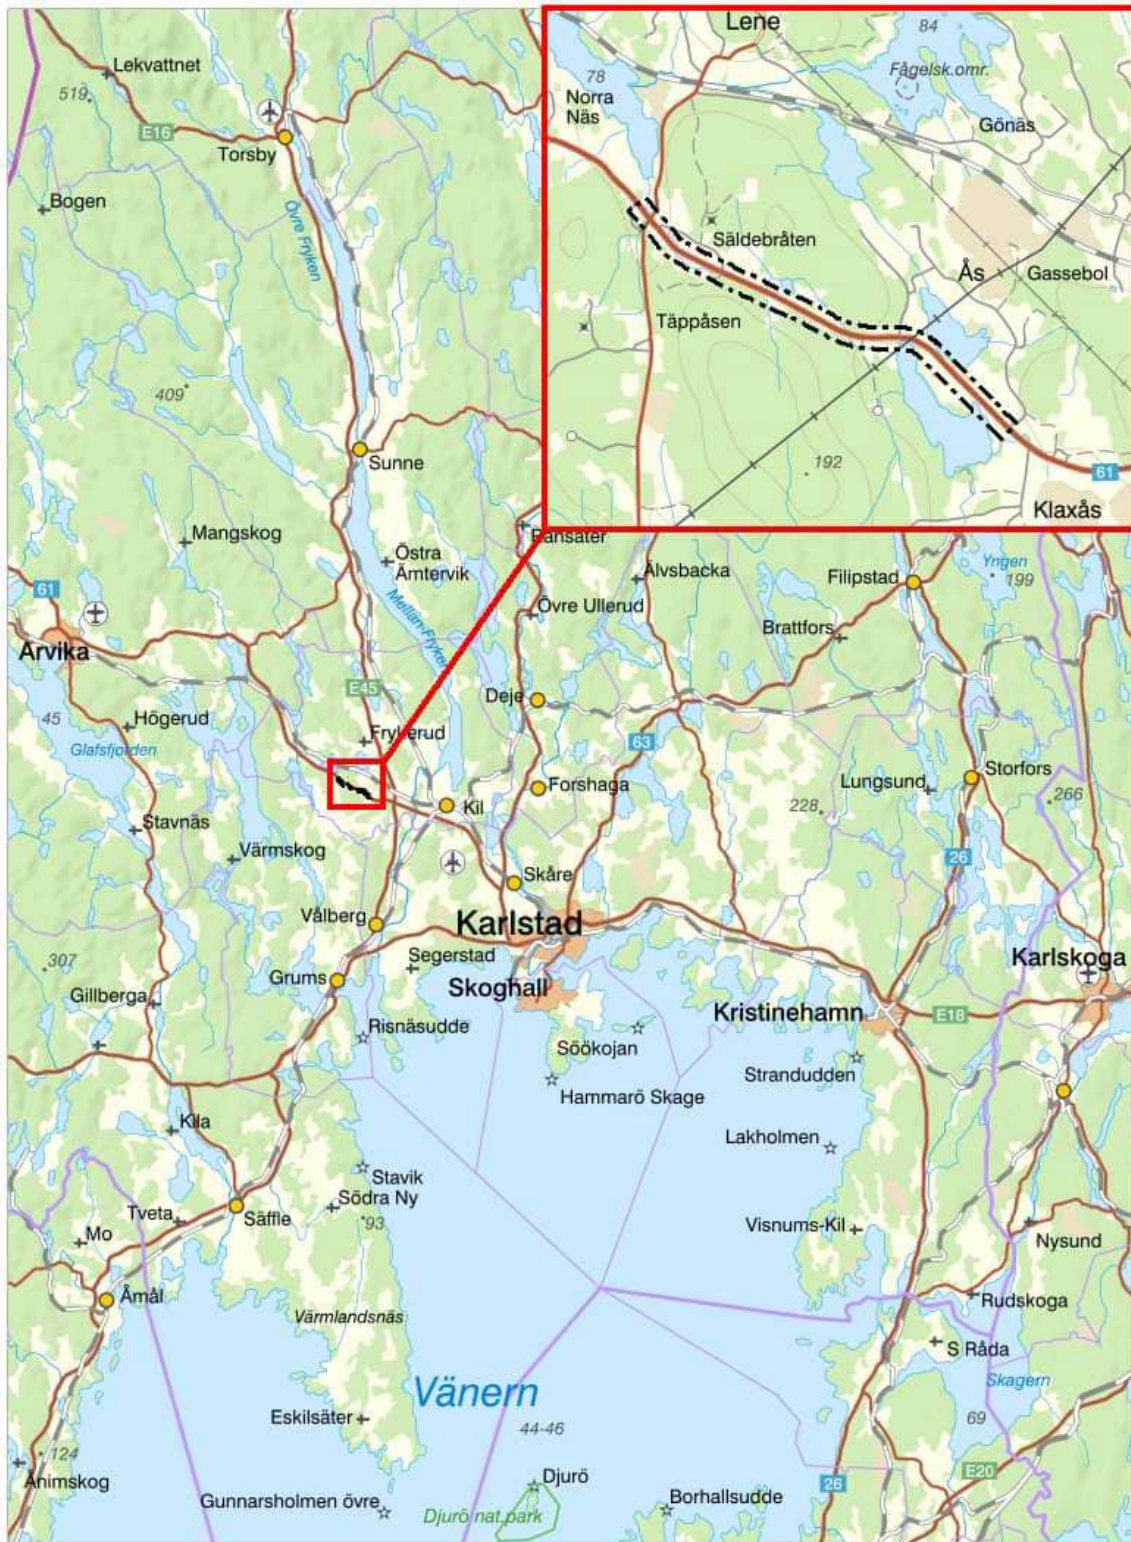 Lene
84
Fågelsk.omr.
78
Norra
Näs
Gönäs
Säldebråten
Ås
Gassebol
Täppåsen
192
61
Klaxås
Lekvattnet
519
E16
Torsby
Bogen
Övre Fryken
409
Sunne
Mangskog
Östra
Ämtervik
Mellan-Fryken
Ransäter
Övre Ullerud
Älvsbacka
Filipstad
Yngen
199
Brattfors
61
Arvika
E45
Deje
45
Högerud
Glafsfjorden
Frykerud
63
Forshaga
Lungsund
Storfors
228
266
Kil
Stavnäs
Värmskog
26
Skåre
Vålberg
Karlstad
Segerstad
307
Grums
Skoghall
Karlskoga
Gillberga
Kristinehamn
E18
Risnäsudde
Söökojan
Strandudden
Hammarö Skage
Kila
Lakholmen
Stavik
Södra Ny
93
Tveta
Säffle
Mo
Visnums-Kil
Nysund
Åmål
Rudskoga
Värmlandsnäs
S Råda
Skagern
Vänern
Eskilsäter
44-46
69
124
Ånimskog
E20
Djurö
26
Gunnarsholmen övre
Djurö nat.park
Borhallsudde